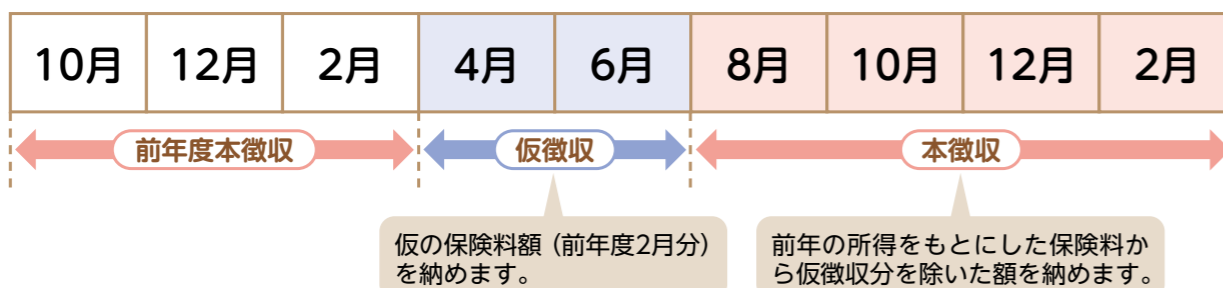 10月 12月 2月 4月 6月 8月 10月 12月 2月
前年度本徴収 仮徴収 本徴収
仮の保険料額（前年度2月分）
を納めます。
前年の所得をもとにした保険料か
ら仮徴収分を除いた額を納めます。